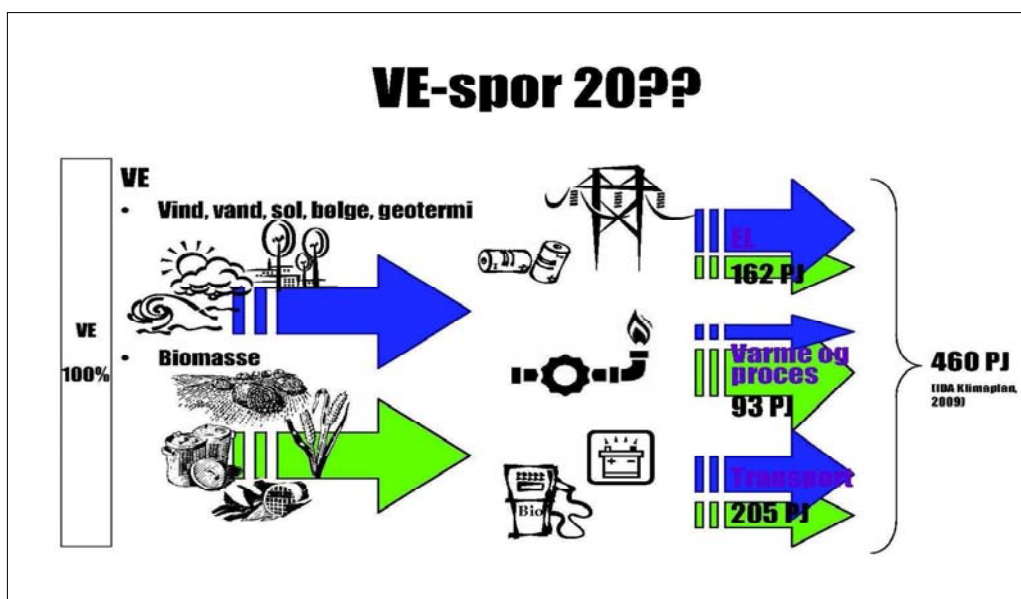 VE-spor 20??
VE
100%
VE
• Vind, vand, sol, bølge, geotermi
• Biomasse
Bio
EL
162 PJ
Varme og
proces
93 PJ
Transport
205 PJ
460 PJ
(IDA Klimaplan,
2009)